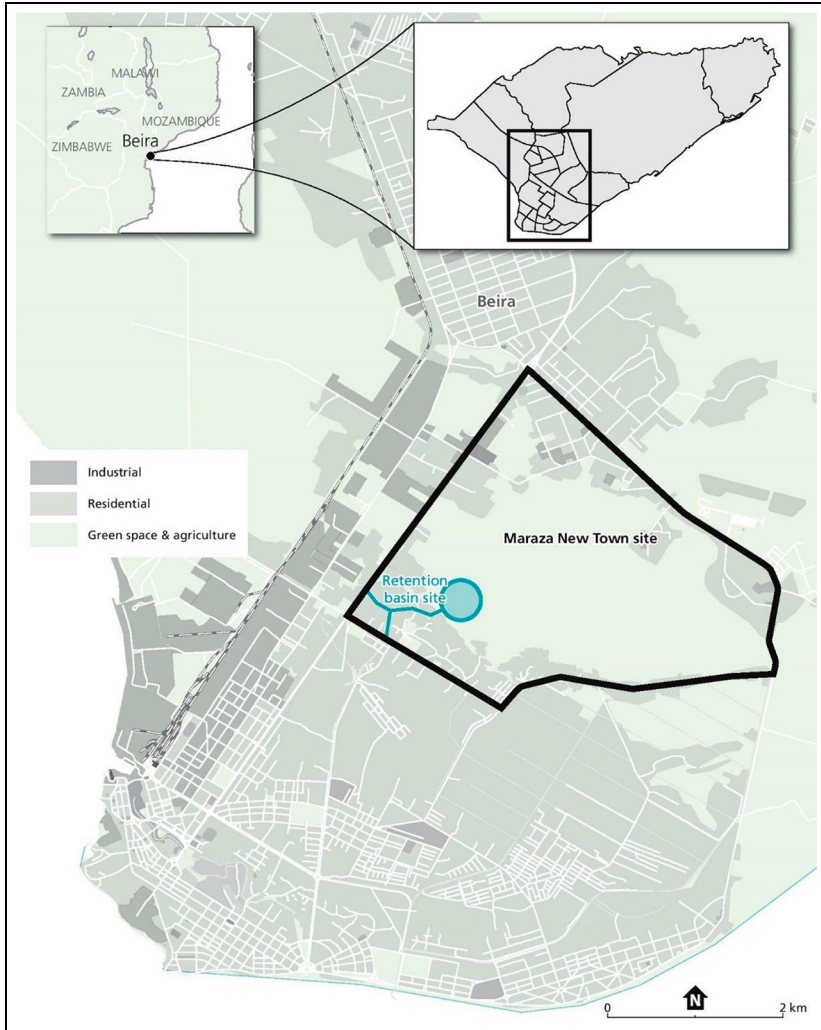 MALAWI
ZAMBIA
MOZAMBIQUE
ZIMBABWE
Beira
Beira
Industrial
Residential
Green space & agriculture
Maraza New Town site
Retention
basin site
N
0
2 km